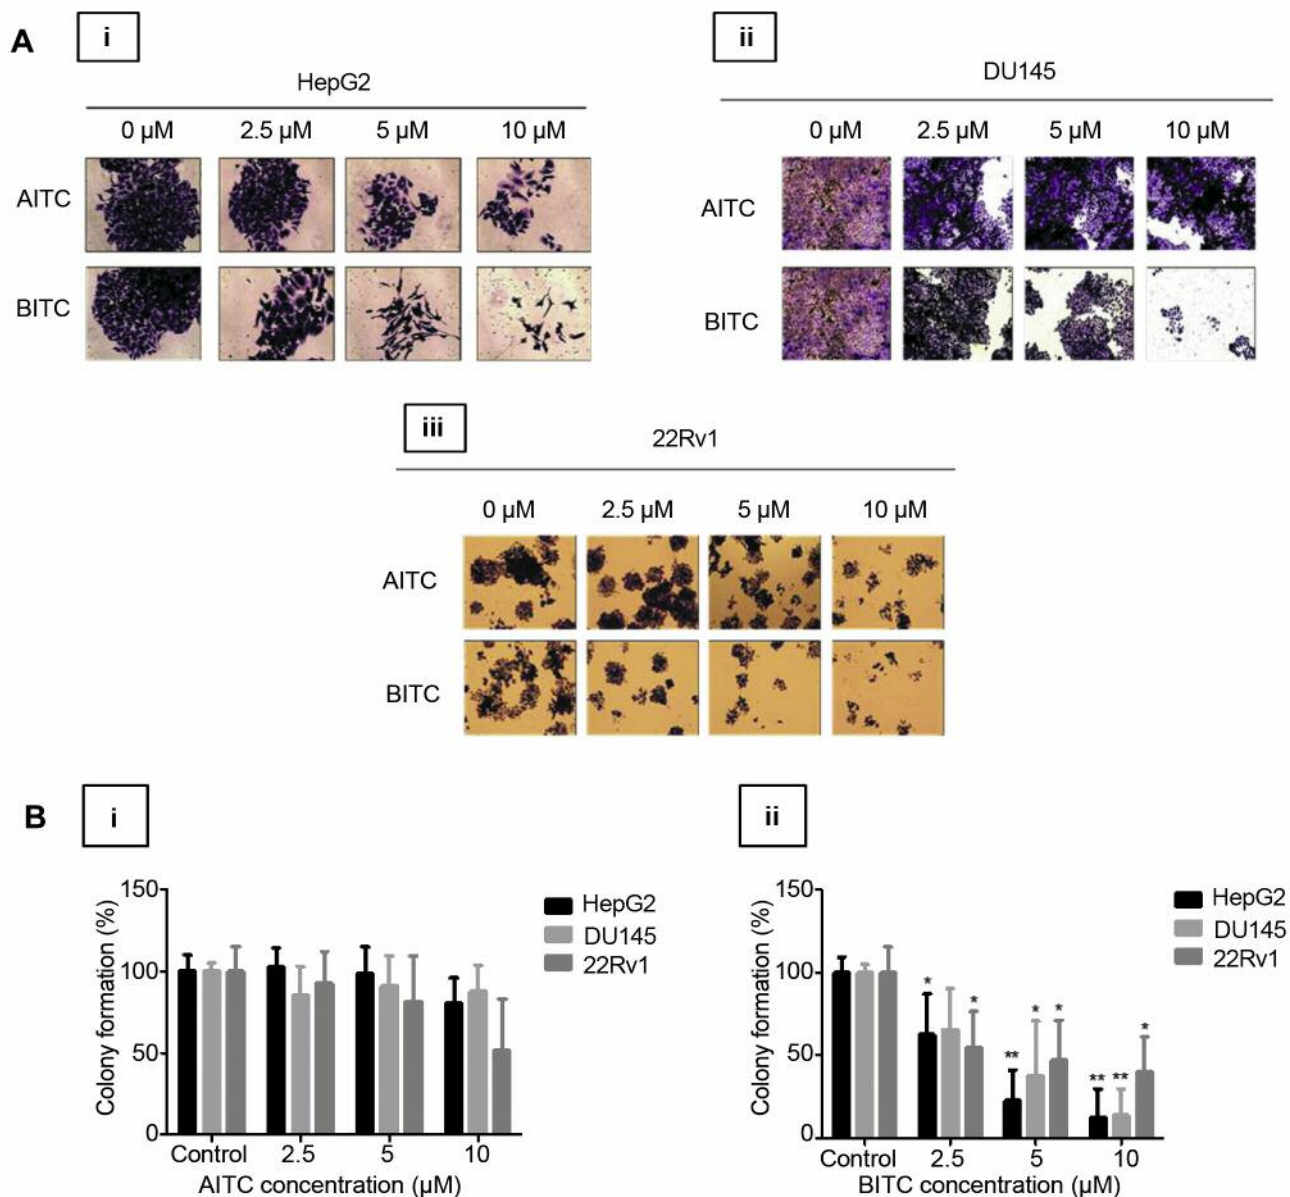 A
i
HepG2
0 µM 2.5 µM 5 µM 10 µM
AITC
BITC
ii
DU145
0 µM 2.5 µM 5 µM 10 µM
AITC
BITC
iii
22Rv1
0 µM 2.5 µM 5 µM 10 µM
AITC
BITC
B
i
Colony formation (%)
150
100
50
0
HepG2
DU145
22Rv1
Control 2.5 5 10
AITC concentration (µM)
ii
Colony formation (%)
150
100
50
0
HepG2
DU145
22Rv1
* *
** * *
** ** *
Control 2.5 5 10
BITC concentration (µM)